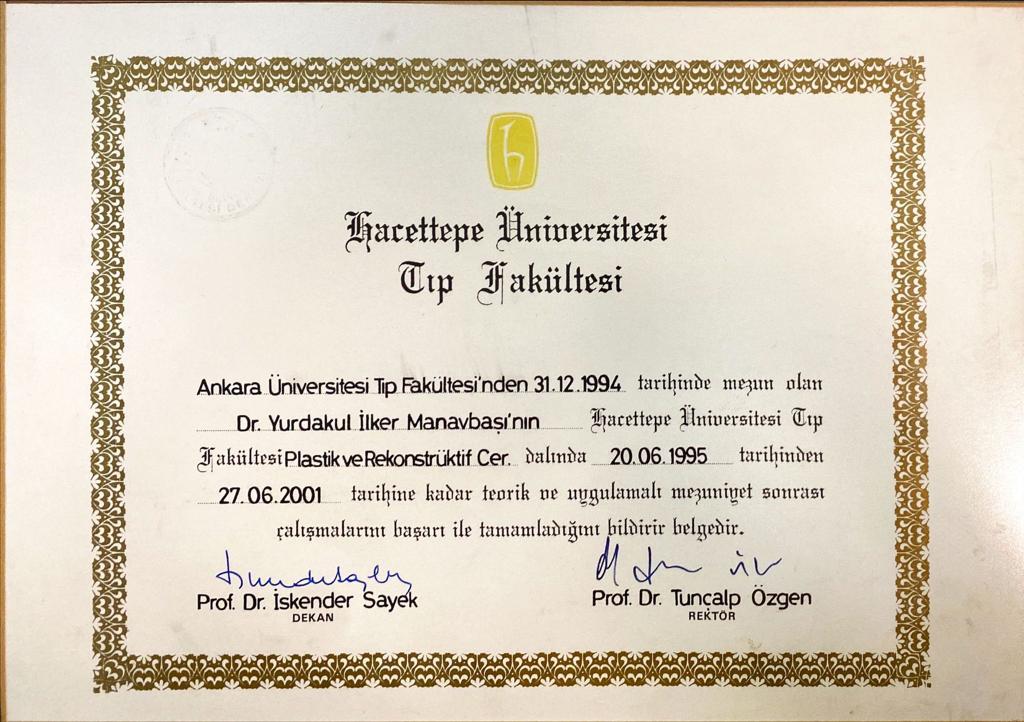 Hacettepe Üniversitesi
Tıp Fakültesi
Ankara Üniversitesi Tıp Fakültesi'nden 31.12.1994 tarihinde mezun olan
Dr. Yurdakul İlker Manavbaşı'nın Hacettepe Üniversitesi Tıp
Fakültesi Plastik ve Rekonstrüktif Cer. dalında 20.06.1995 tarihinden
27.06.2001 tarihine kadar teorik ve uygulamalı mezuniyet sonrası
çalışmalarını başarı ile tamamladığını bildirir belgedir.
Prof. Dr. İskender Sayek
DEKAN
Prof. Dr. Tunçalp Özgen
REKTÖR